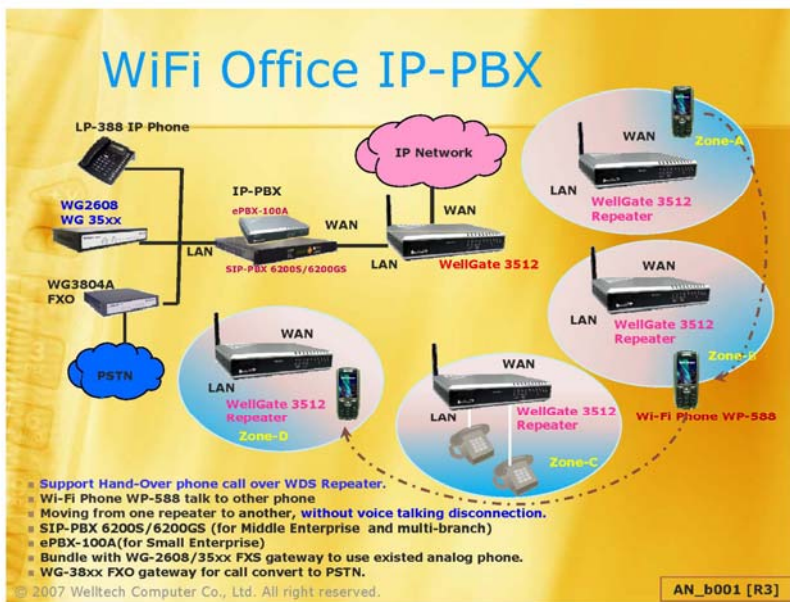 WiFi Office IP-PBX
LP-388 IP Phone
WG2608
WG 35xx
WG3804A
FXO
PSTN
IP-PBX
ePBX-100A
SIP-PBX 6200S/6200GS
LAN
WAN
IP Network
WAN
LAN
WellGate 3512
WAN
Zone-A
LAN
WellGate 3512
Repeater
WAN
LAN
WellGate 3512
Repeater
Zone-B
Wi-Fi Phone WP-588
WAN
LAN
WellGate 3512
Repeater
Zone-C
WAN
LAN
WellGate 3512
Repeater
Zone-D
Support Hand-Over phone call over WDS Repeater.
Wi-Fi Phone WP-588 talk to other phone
Moving from one repeater to another, without voice talking disconnection.
SIP-PBX 6200S/6200GS (for Middle Enterprise and multi-branch)
ePBX-100A(for Small Enterprise)
Bundle with WG-2608/35xx FXS gateway to use existed analog phone.
WG-38xx FXO gateway for call convert to PSTN.
© 2007 Welltech Computer Co., Ltd. All right reserved.
AN_b001 [R3]